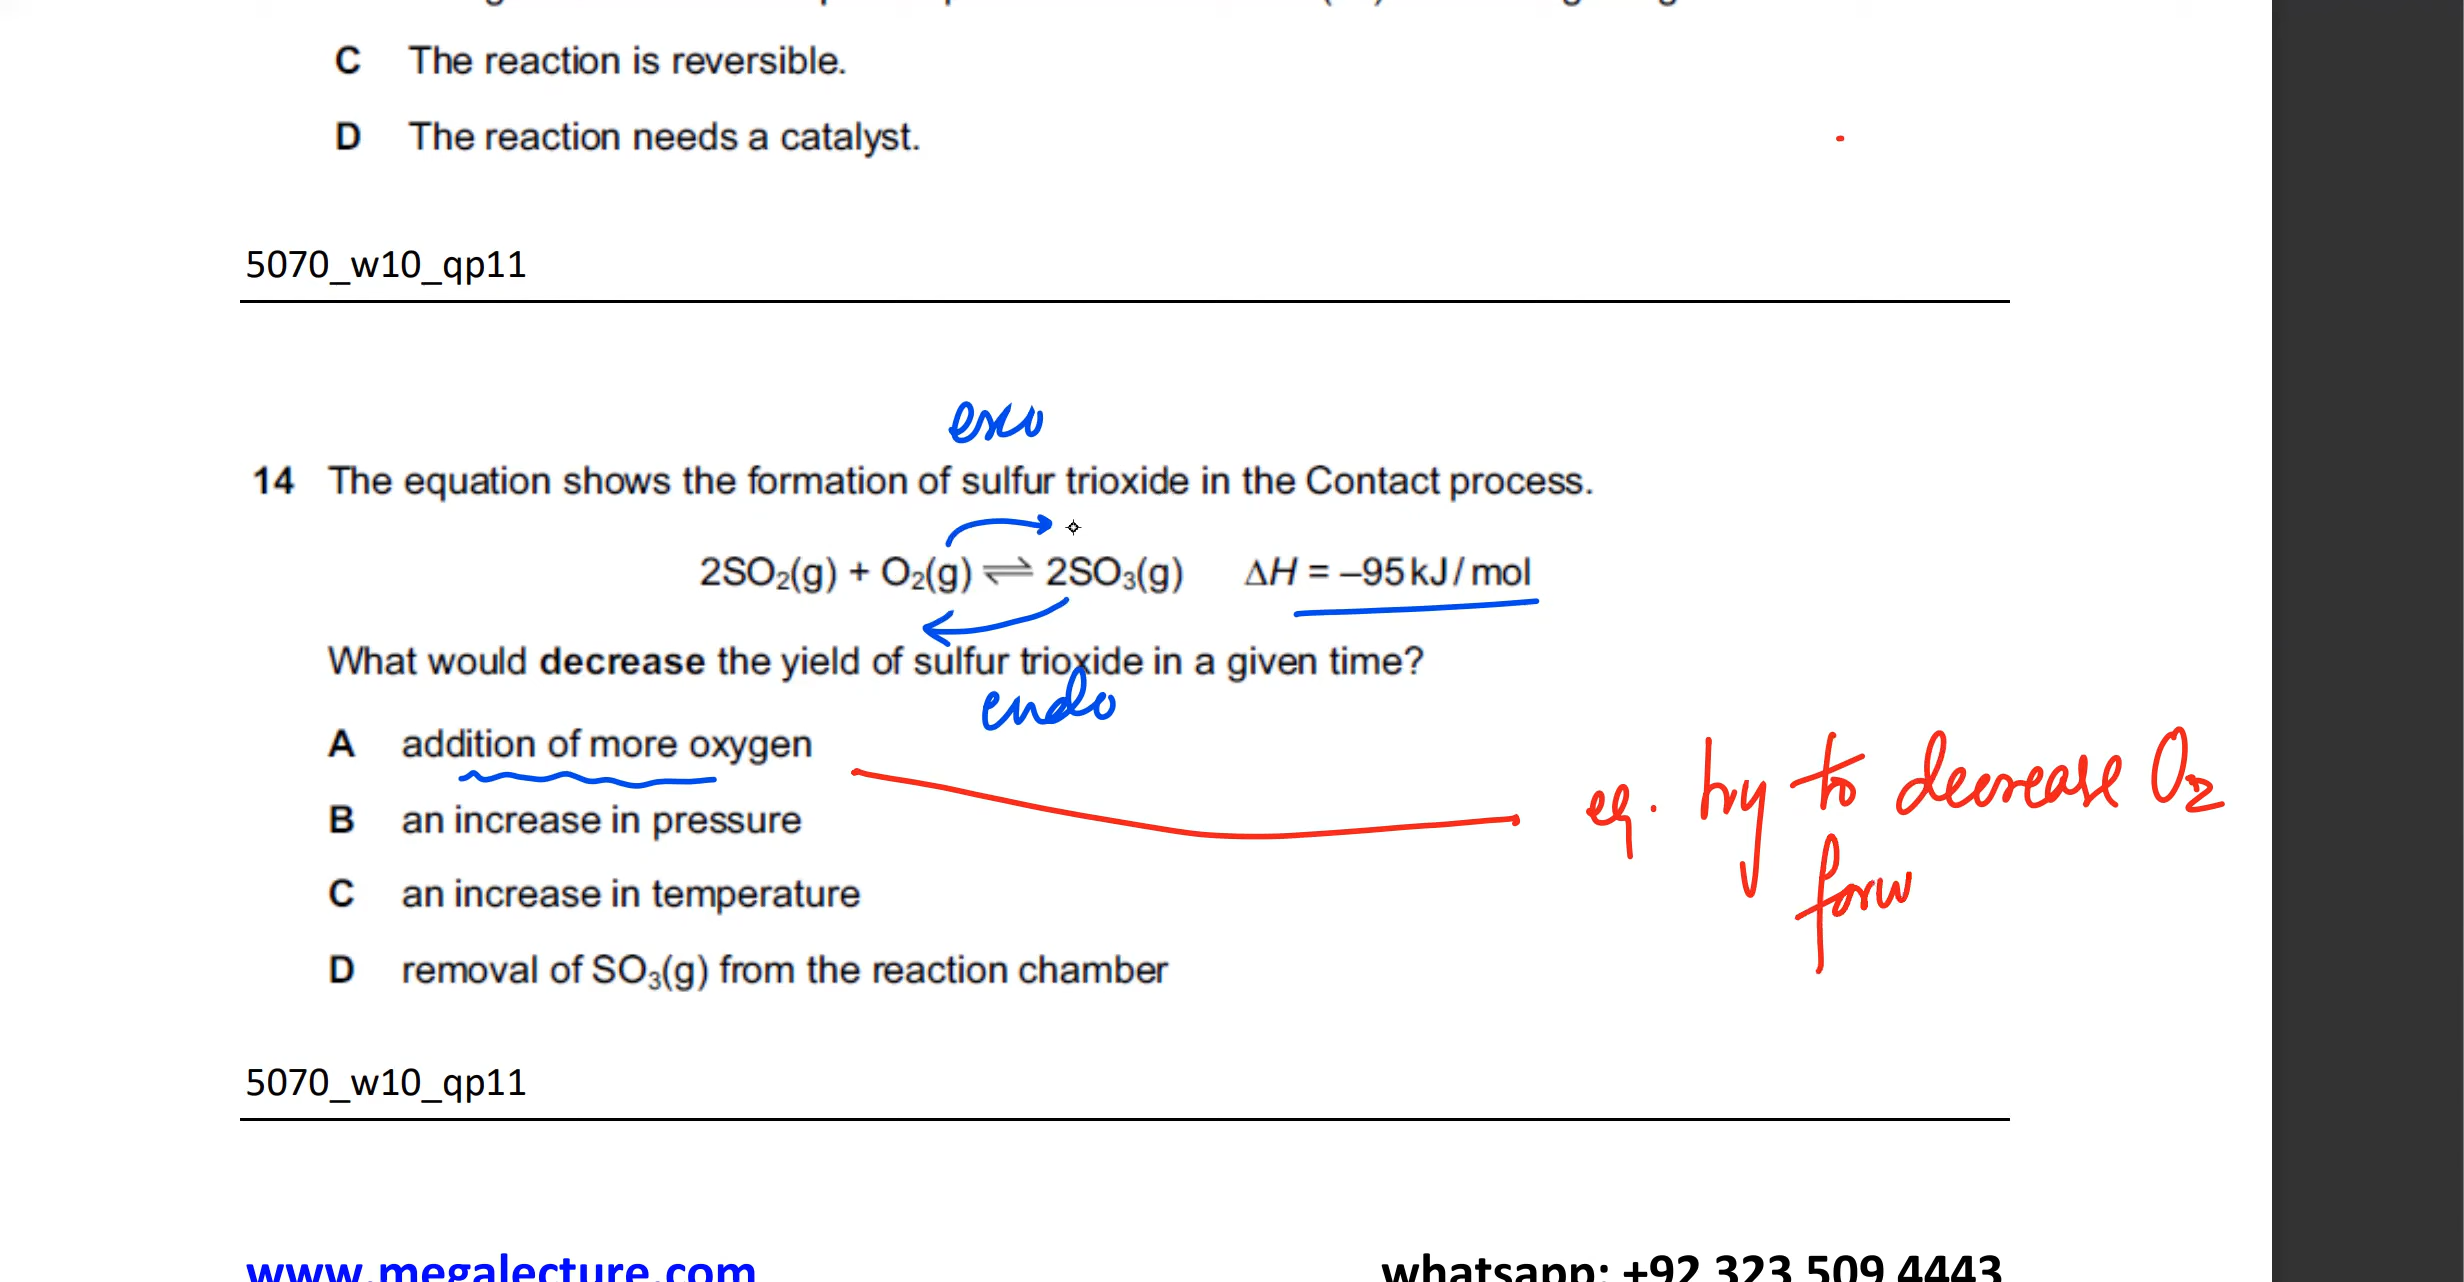 C The reaction is reversible.
D The reaction needs a catalyst.
5070_w10_qp11
exo
14 The equation shows the formation of sulfur trioxide in the Contact process.
2SO₂(g) + O₂(g) ⇌ 2SO₃(g) ΔH = –95 kJ / mol
What would decrease the yield of sulfur trioxide in a given time?
endo
A addition of more oxygen
eq. try to decrease O₂
B an increase in pressure
forw
C an increase in temperature
D removal of SO₃(g) from the reaction chamber
5070_w10_qp11
www.megalecture.com whatsapp: +92 323 509 4443